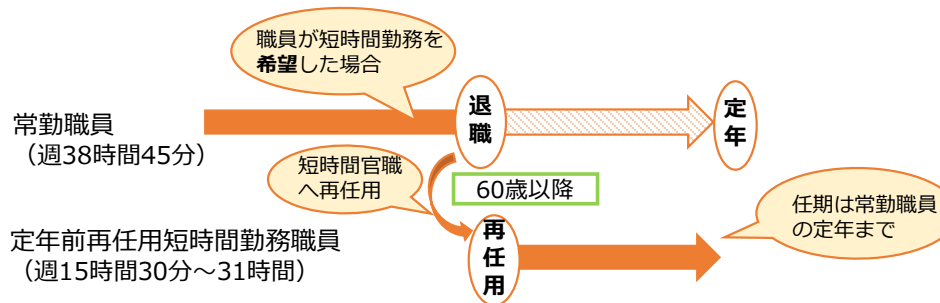 職員が短時間勤務を
希望した場合
退職
定年
常勤職員
（週38時間45分）
短時間官職
へ再任用
60歳以降
任期は常勤職員
の定年まで
定年前再任用短時間勤務職員
（週15時間30分～31時間）
再任用